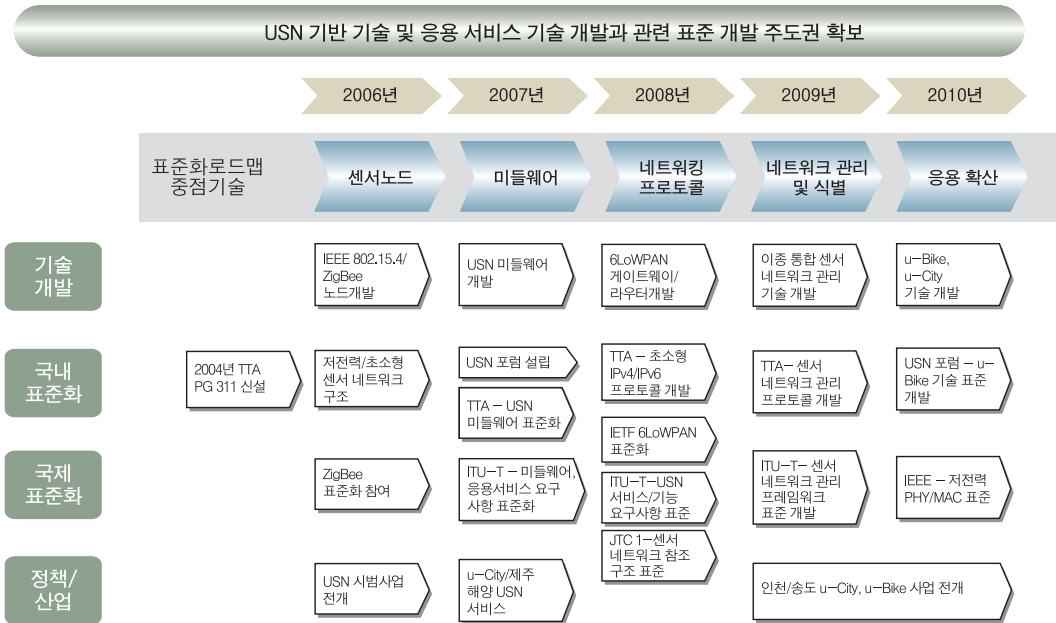 USN 기반 기술 및 응용 서비스 기술 개발과 관련 표준 개발 주도권 확보
2006년
2007년
2008년
2009년
2010년
표준화로드맵
중점기술
센서노드
미들웨어
네트워킹
프로토콜
네트워크 관리
및 식별
응용 확산
기술
개발
IEEE 802.15.4/
ZigBee
노드개발
USN 미들웨어
개발
6LoWPAN
게이트웨이/
라우터개발
이종 통합 센서
네트워크 관리
기술 개발
u-Bike,
u-City
기술 개발
국내
표준화
2004년 TTA
PG 311 신설
저전력/초소형
센서 네트워크
구조
USN 포럼 설립
TTA - USN
미들웨어 표준화
TTA - 초소형
IPv4/IPv6
프로토콜 개발
TTA- 센서
네트워크 관리
프로토콜 개발
USN 포럼 - u-
Bike 기술 표준
개발
국제
표준화
ZigBee
표준화 참여
ITU-T - 미들웨어,
응용서비스 요구
사항 표준화
IETF 6LoWPAN
표준화
ITU-T-USN
서비스/기능
요구사항 표준
JTC 1-센서
네트워크 참조
구조 표준
ITU-T- 센서
네트워크 관리
프레임워크
표준 개발
IEEE - 저전력
PHY/MAC 표준
정책/
산업
USN 시범사업
전개
u-City/제주
해양 USN
서비스
인천/송도 u-City, u-Bike 사업 전개